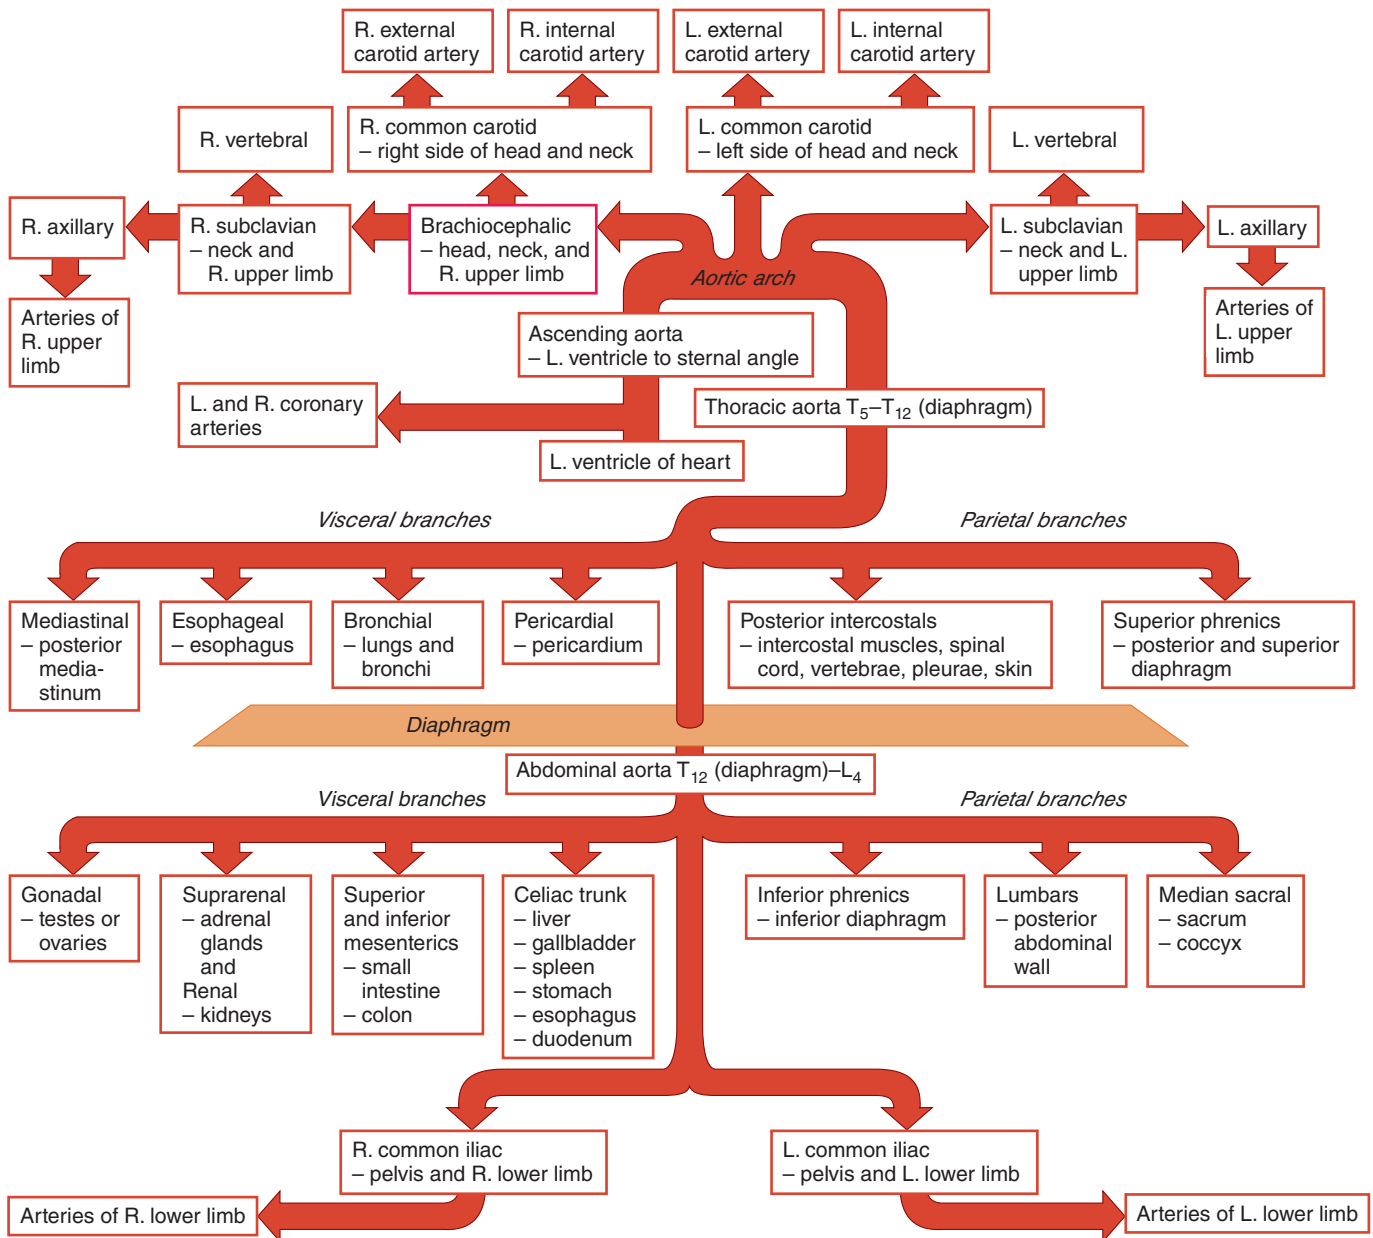 R. external
carotid artery
R. internal
carotid artery
L. external
carotid artery
L. internal
carotid artery
R. vertebral
R. common carotid
– right side of head and neck
L. common carotid
– left side of head and neck
L. vertebral
R. axillary
R. subclavian
– neck and
R. upper limb
Brachiocephalic
– head, neck, and
R. upper limb
L. subclavian
– neck and L.
upper limb
L. axillary
Aortic arch
Arteries of
R. upper
limb
Arteries of
L. upper
limb
Ascending aorta
– L. ventricle to sternal angle
L. and R. coronary
arteries
Thoracic aorta T5–T12 (diaphragm)
L. ventricle of heart
Visceral branches
Parietal branches
Mediastinal
– posterior
media-
stinum
Esophageal
– esophagus
Bronchial
– lungs and
bronchi
Pericardial
– pericardium
Posterior intercostals
– intercostal muscles, spinal
cord, vertebrae, pleurae, skin
Superior phrenics
– posterior and superior
diaphragm
Diaphragm
Abdominal aorta T12 (diaphragm)–L4
Visceral branches
Parietal branches
Gonadal
– testes or
ovaries
Suprarenal
– adrenal
glands
and
Renal
– kidneys
Superior
and inferior
mesenterics
– small
intestine
– colon
Celiac trunk
– liver
– gallbladder
– spleen
– stomach
– esophagus
– duodenum
Inferior phrenics
– inferior diaphragm
Lumbars
– posterior
abdominal
wall
Median sacral
– sacrum
– coccyx
R. common iliac
– pelvis and R. lower limb
L. common iliac
– pelvis and L. lower limb
Arteries of R. lower limb
Arteries of L. lower limb